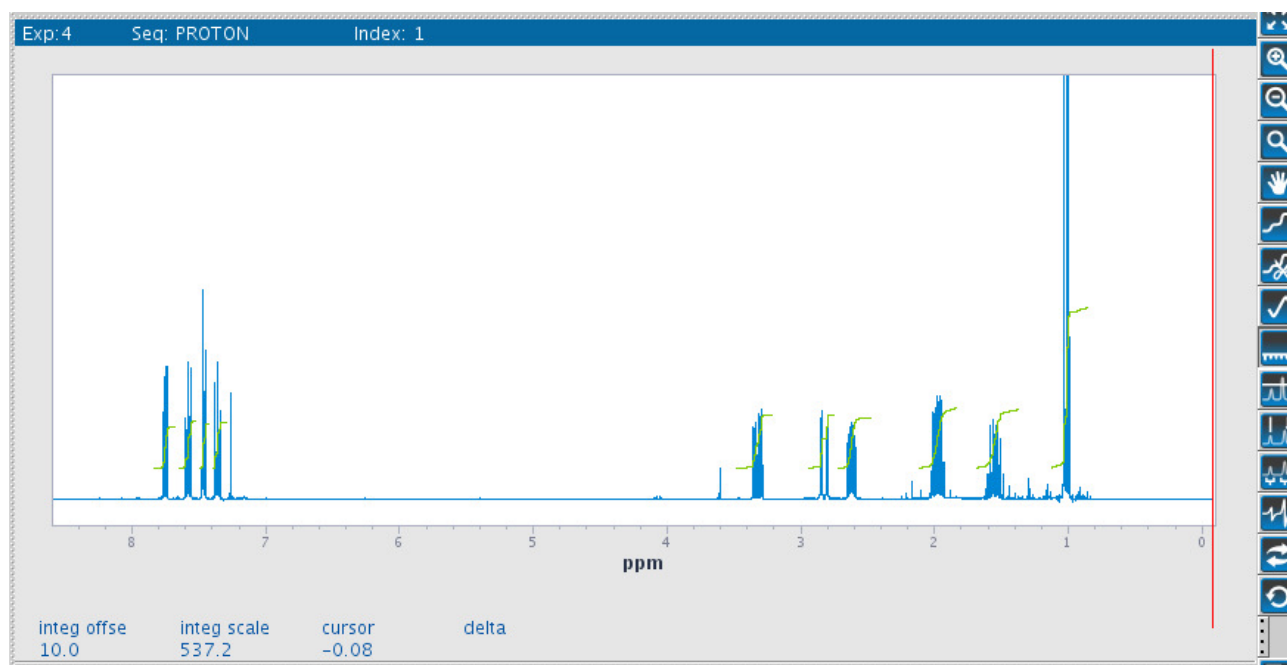 Exp:4 Seq: PROTON Index: 1
8 7 6 5 4 3 2 1 0
ppm
integ offse integ scale cursor delta
10.0 537.2 -0.08